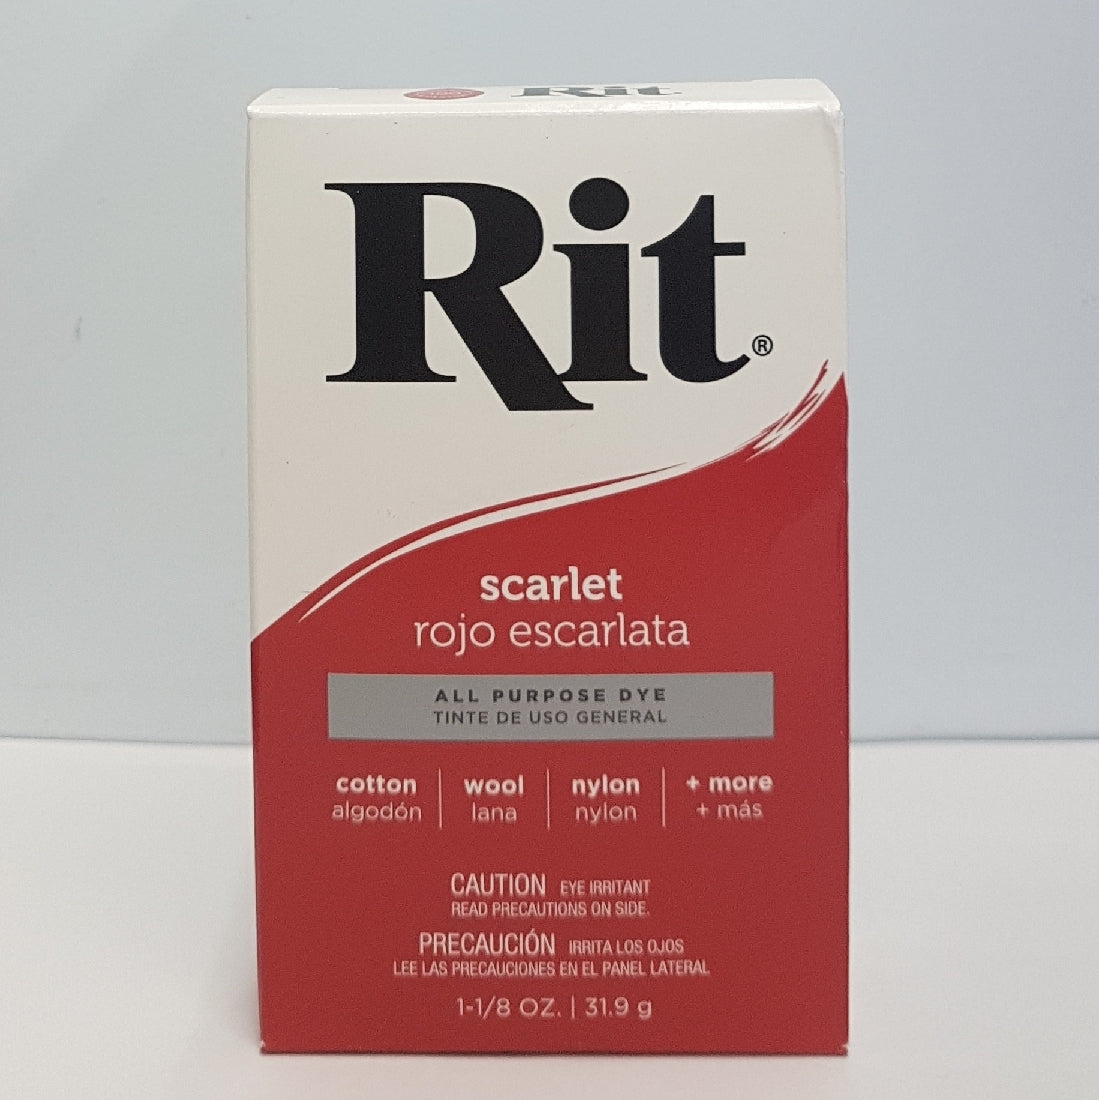 Rit
Rit®
scarlet
rojo escarlata
ALL PURPOSE DYE
TINTE DE USO GENERAL
cotton wool nylon + more
algodón lana nylon + más
CAUTION EYE IRRITANT
READ PRECAUTIONS ON SIDE.
PRECAUCIÓN IRRITA LOS OJOS
LEE LAS PRECAUCIONES EN EL PANEL LATERAL
1-1/8 OZ. | 31.9 g